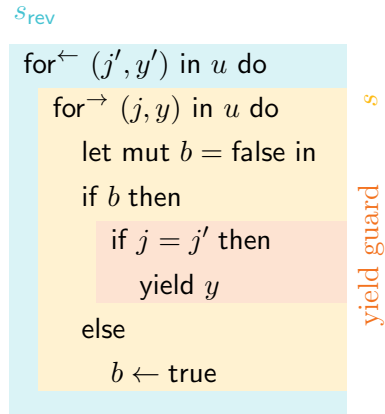 s_rev
for← (j′, y′) in u do
for→ (j, y) in u do
let mut b = false in
if b then
if j = j′ then
yield y
else
b ← true
s
yield guard